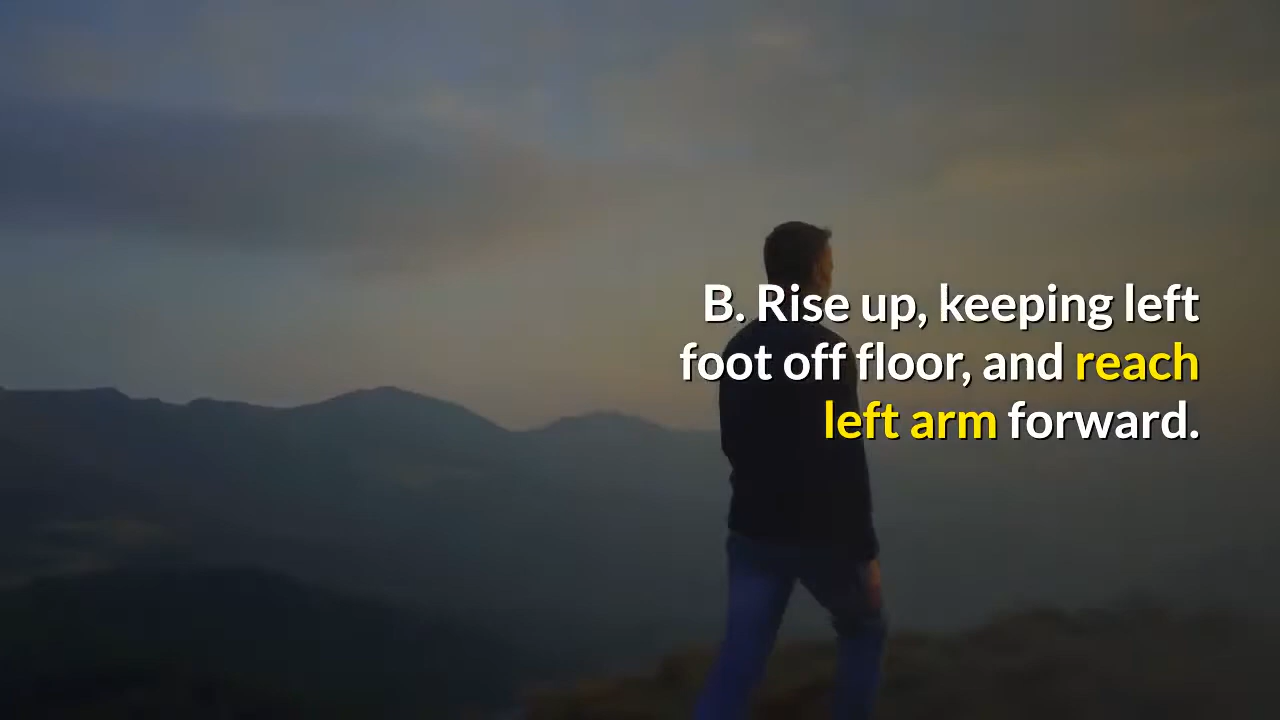 B. Rise up, keeping left
foot off floor, and reach
left arm forward.